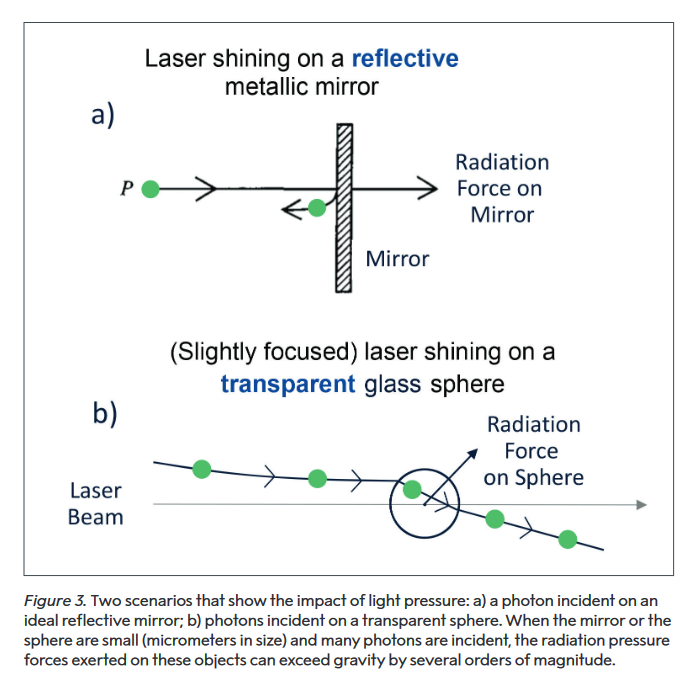 Laser shining on a reflective
metallic mirror
a)
P
Radiation
Force on
Mirror
Mirror
(Slightly focused) laser shining on a
transparent glass sphere
b)
Radiation
Force
on Sphere
Laser
Beam
Figure 3. Two scenarios that show the impact of light pressure: a) a photon incident on an
ideal reflective mirror; b) photons incident on a transparent sphere. When the mirror or the
sphere are small (micrometers in size) and many photons are incident, the radiation pressure
forces exerted on these objects can exceed gravity by several orders of magnitude.